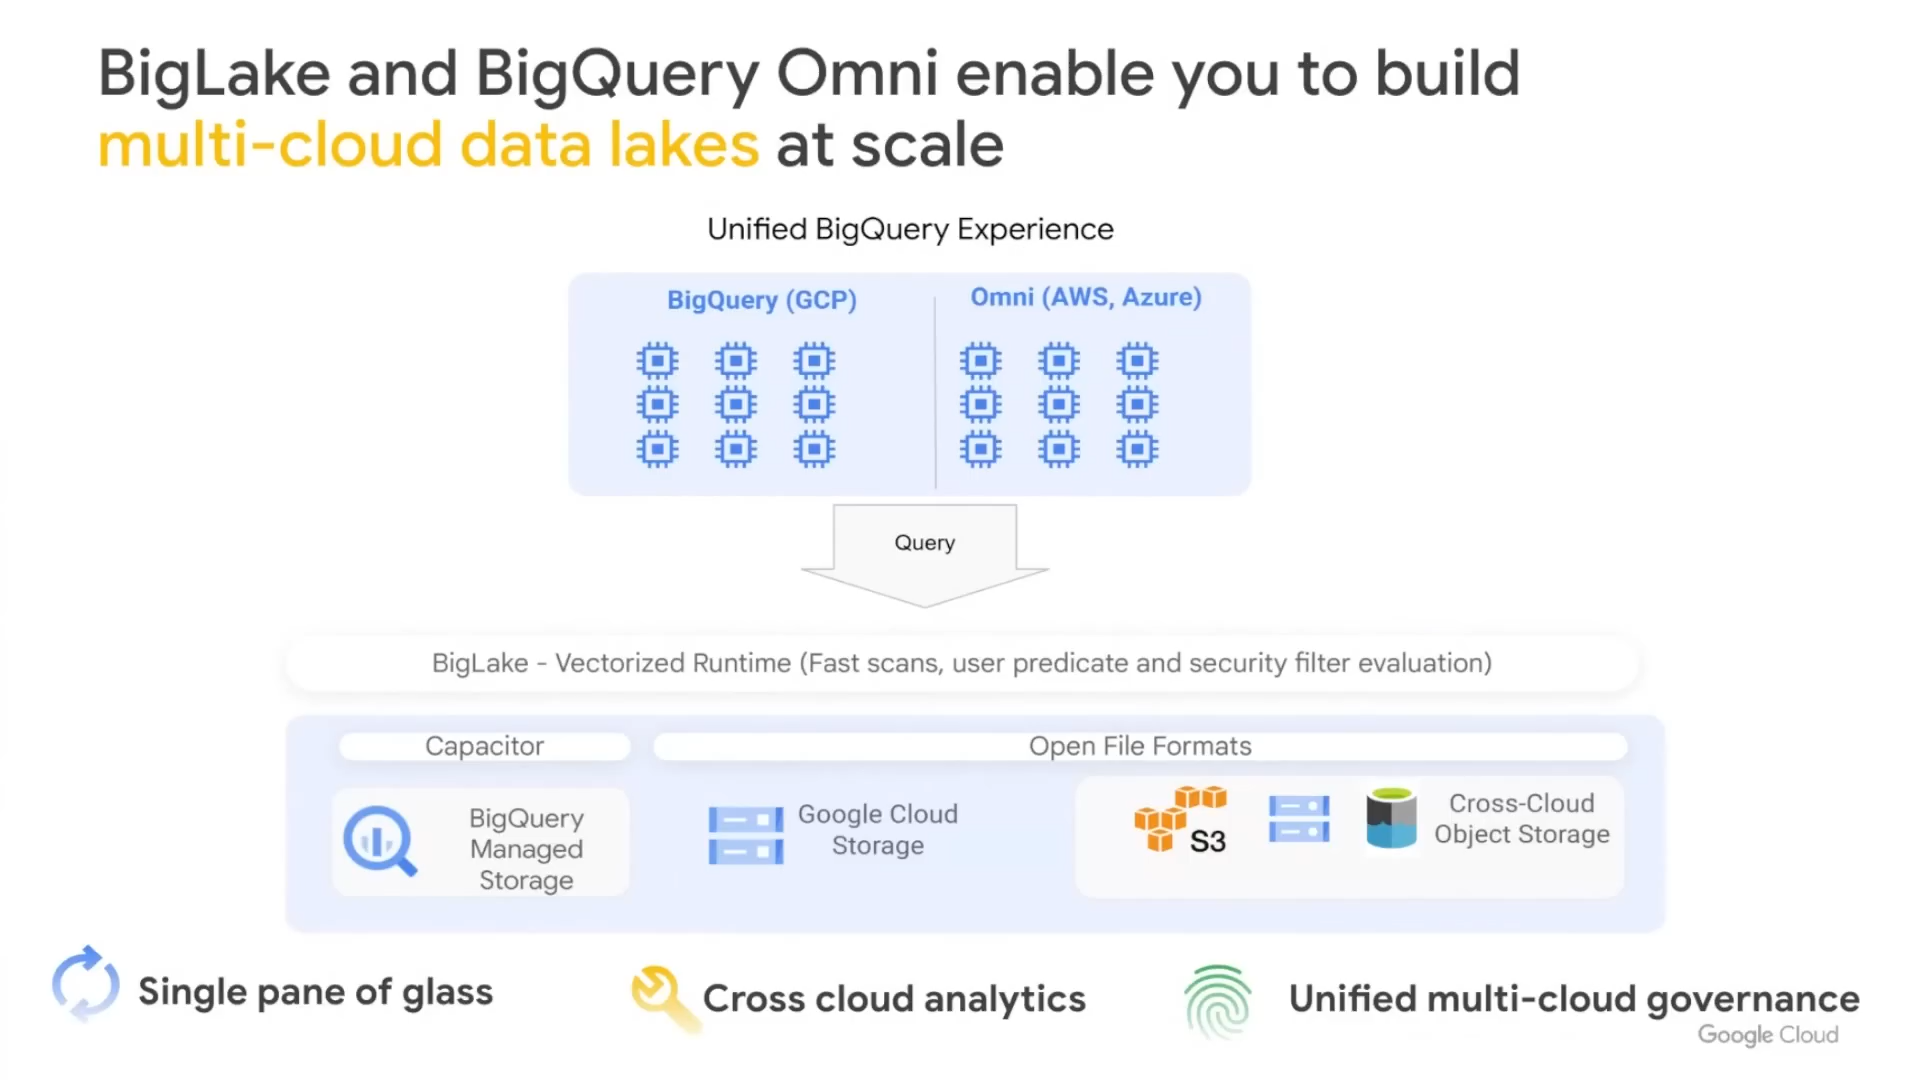 BigLake and BigQuery Omni enable you to build
multi-cloud data lakes at scale
Unified BigQuery Experience
BigQuery (GCP)
Omni (AWS, Azure)
Query
BigLake - Vectorized Runtime (Fast scans, user predicate and security filter evaluation)
Capacitor
Open File Formats
BigQuery
Managed
Storage
Google Cloud
Storage
S3
Cross-Cloud
Object Storage
Single pane of glass
Cross cloud analytics
Unified multi-cloud governance
Google Cloud